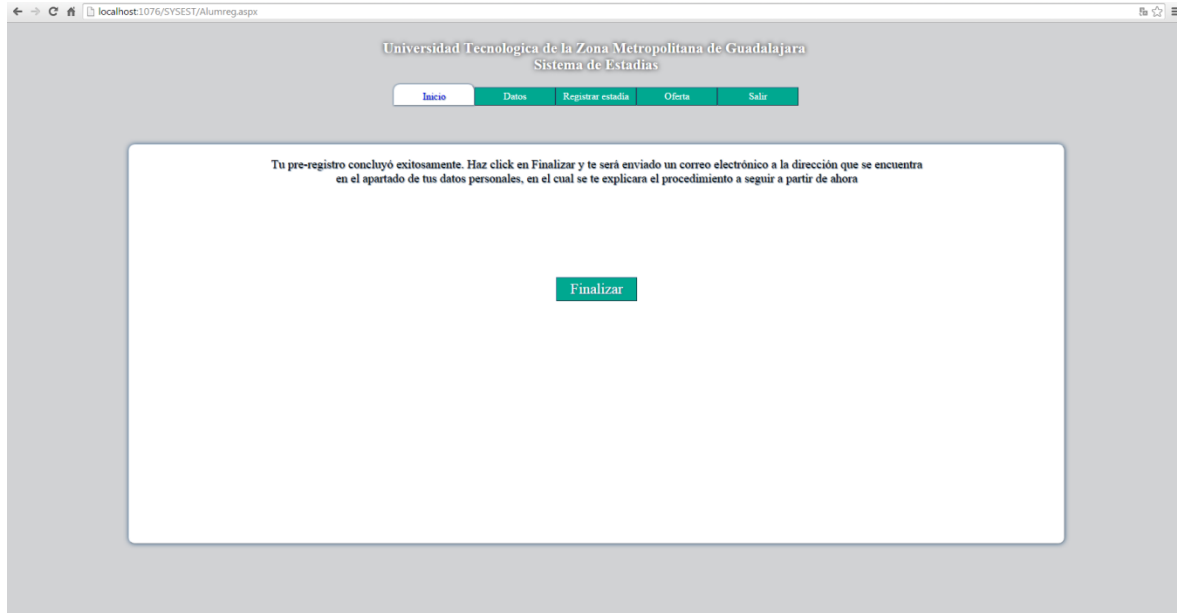 localhost:1076/SYSEST/Alumreg.aspx
Universidad Tecnologica de la Zona Metropolitana de Guadalajara
Sistema de Estadias
Inicio Datos Registrar estadía Oferta Salir
Tu pre-registro concluyó exitosamente. Haz click en Finalizar y te será enviado un correo electrónico a la dirección que se encuentra
en el apartado de tus datos personales, en el cual se te explicara el procedimiento a seguir a partir de ahora
Finalizar